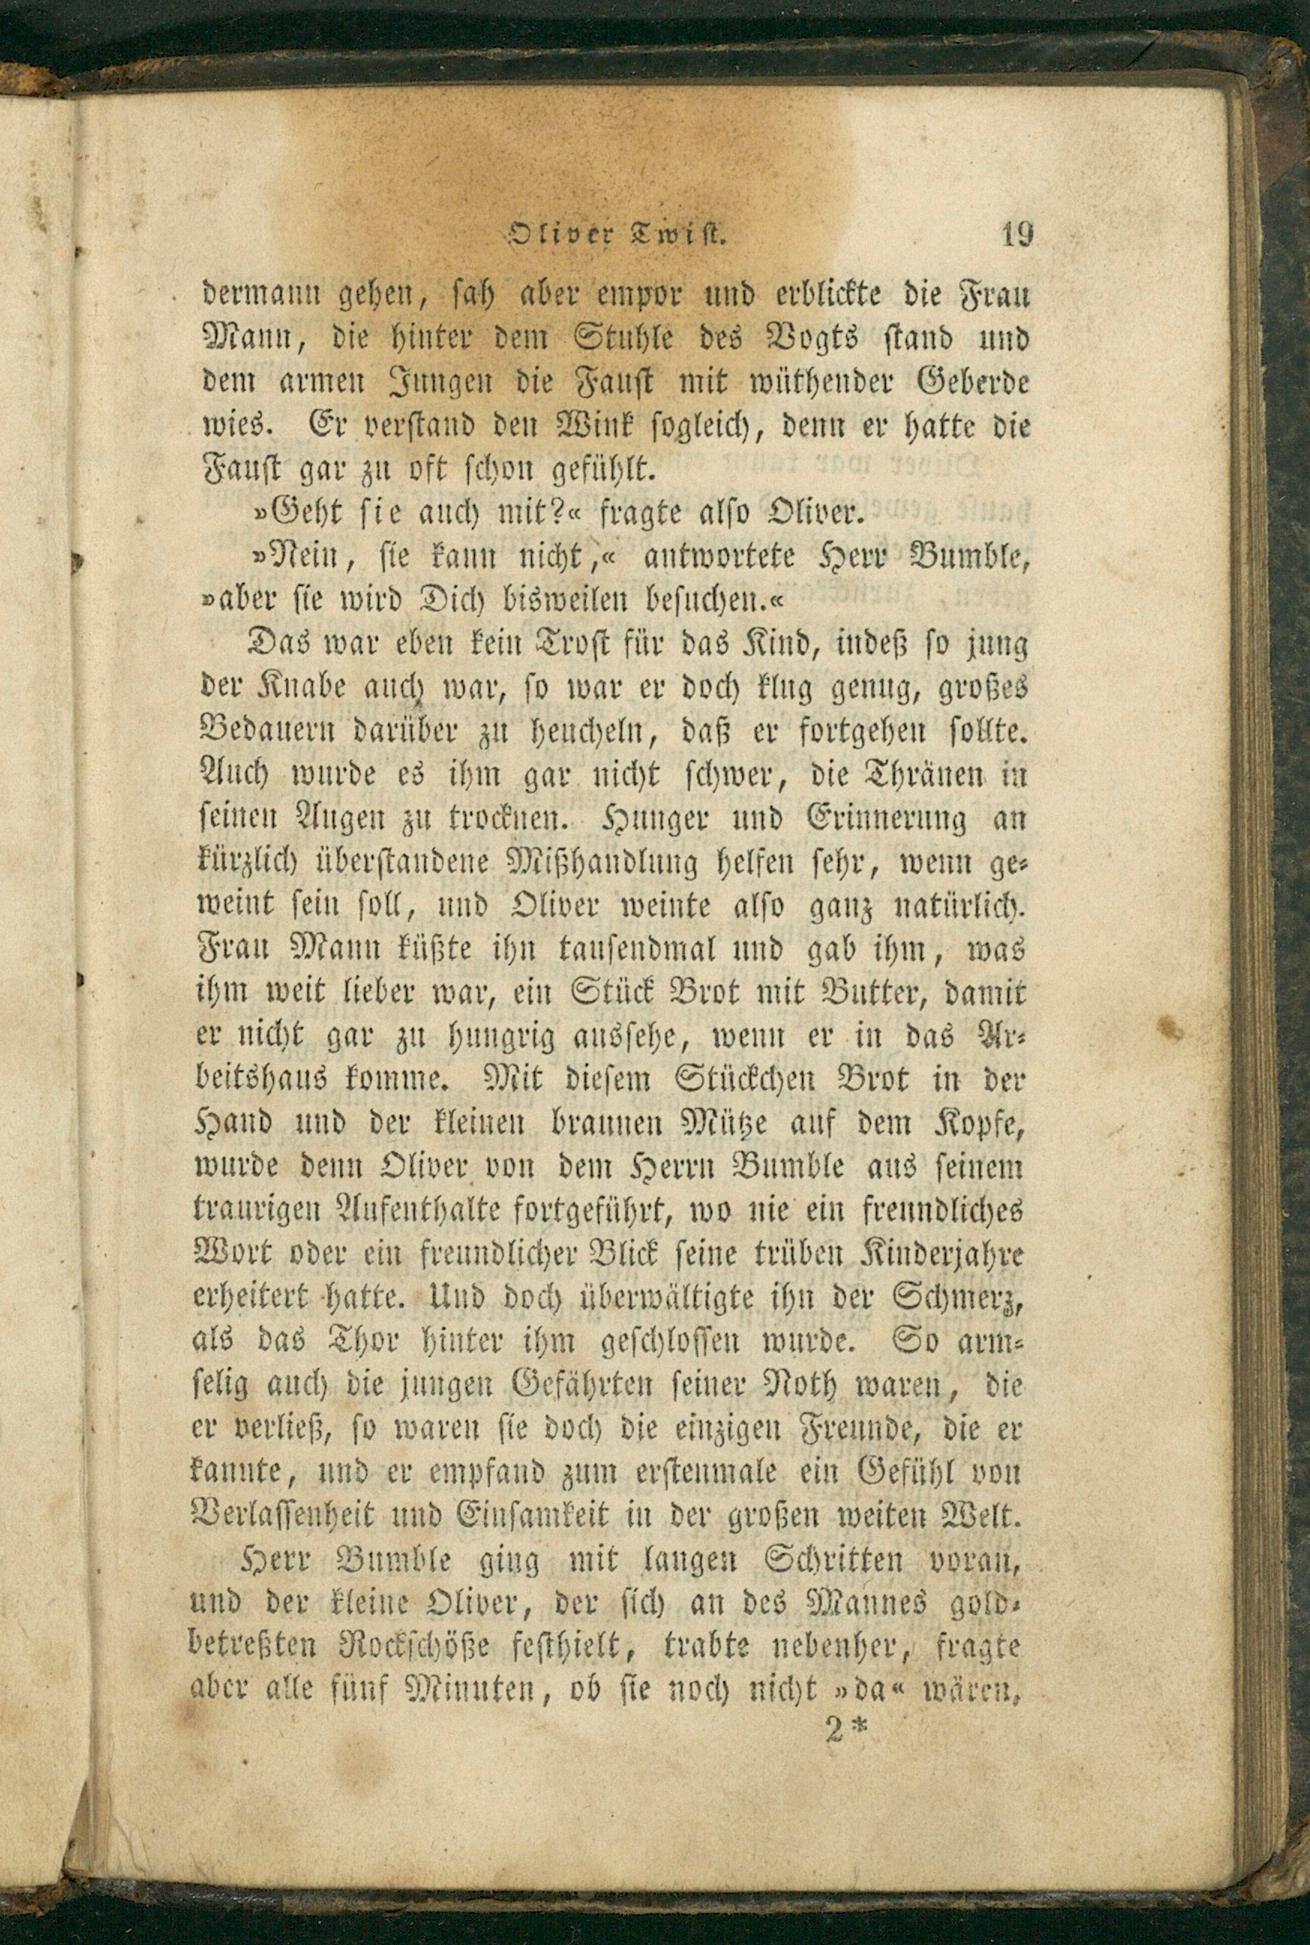 Oliver Twist. 19
dermann gehen, sah aber empor und erblickte die Frau
Mann, die hinter dem Stuhle des Vogts stand und
dem armen Jungen die Faust mit wüthender Geberde
wies. Er verstand den Wink sogleich, denn er hatte die
Faust gar zu oft schon gefühlt.
»Geht sie auch mit?« fragte also Oliver.
»Nein, sie kann nicht,« antwortete Herr Bumble,
»aber sie wird Dich bisweilen besuchen.«
Das war eben kein Trost für das Kind, indeß so jung
der Knabe auch war, so war er doch klug genug, großes
Bedauern darüber zu heucheln, daß er fortgehen sollte.
Auch wurde es ihm gar nicht schwer, die Thränen in
seinen Augen zu trocknen. Hunger und Erinnerung an
kürzlich überstandene Mißhandlung helfen sehr, wenn ge-
weint sein soll, und Oliver weinte also ganz natürlich.
Frau Mann küßte ihn tausendmal und gab ihm, was
ihm weit lieber war, ein Stück Brot mit Butter, damit
er nicht gar zu hungrig aussehe, wenn er in das Ar-
beitshaus komme. Mit diesem Stückchen Brot in der
Hand und der kleinen braunen Mütze auf dem Kopfe,
wurde denn Oliver von dem Herrn Bumble aus seinem
traurigen Aufenthalte fortgeführt, wo nie ein freundliches
Wort oder ein freundlicher Blick seine trüben Kinderjahre
erheitert hatte. Und doch überwältigte ihn der Schmerz,
als das Thor hinter ihm geschlossen wurde. So arm-
selig auch die jungen Gefährten seiner Noth waren, die
er verließ, so waren sie doch die einzigen Freunde, die er
kannte, und er empfand zum erstenmale ein Gefühl von
Verlassenheit und Einsamkeit in der großen weiten Welt.
Herr Bumble ging mit langen Schritten voran,
und der kleine Oliver, der sich an des Mannes gold-
betreßten Rockschöße festhielt, trabte nebenher, fragte
aber alle fünf Minuten, ob sie noch nicht »da« wären,
2*